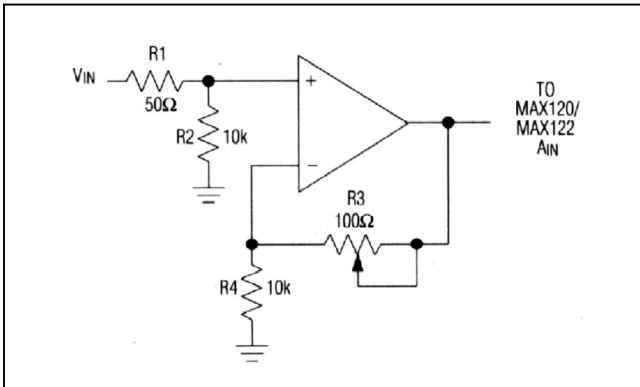 R1
VIN
50Ω
R2 10k
+
−
R3
100Ω
R4 10k
TO
MAX120/
MAX122
AIN